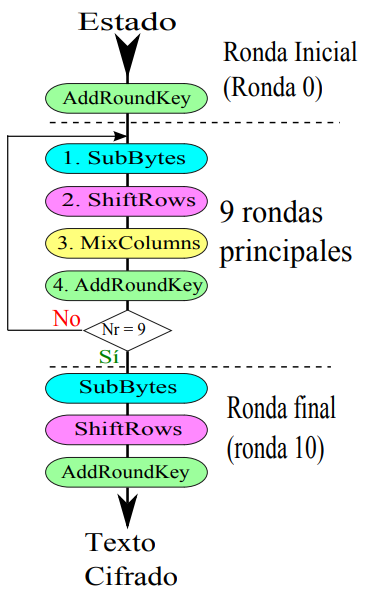 Estado
Ronda Inicial
(Ronda 0)
AddRoundKey
1. SubBytes
2. ShiftRows
3. MixColumns
4. AddRoundKey
9 rondas
principales
No
Nr = 9
Sí
SubBytes
ShiftRows
AddRoundKey
Ronda final
(ronda 10)
Texto
Cifrado